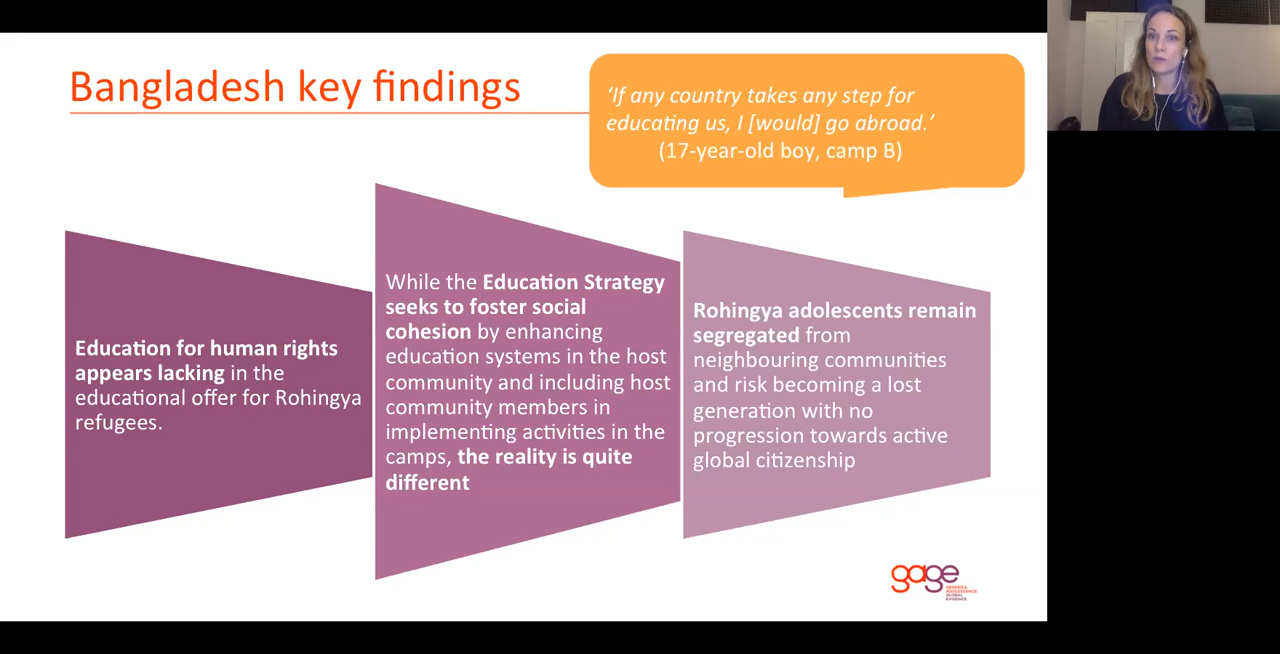 Bangladesh key findings
‘If any country takes any step for
educating us, I [would] go abroad.’
(17-year-old boy, camp B)
Education for human rights
appears lacking in the
educational offer for Rohingya
refugees.
While the Education Strategy
seeks to foster social
cohesion by enhancing
education systems in the host
community and including host
community members in
implementing activities in the
camps, the reality is quite
different
Rohingya adolescents remain
segregated from
neighbouring communities
and risk becoming a lost
generation with no
progression towards active
global citizenship
gage
GENDER &
ADOLESCENCE
GLOBAL
EVIDENCE